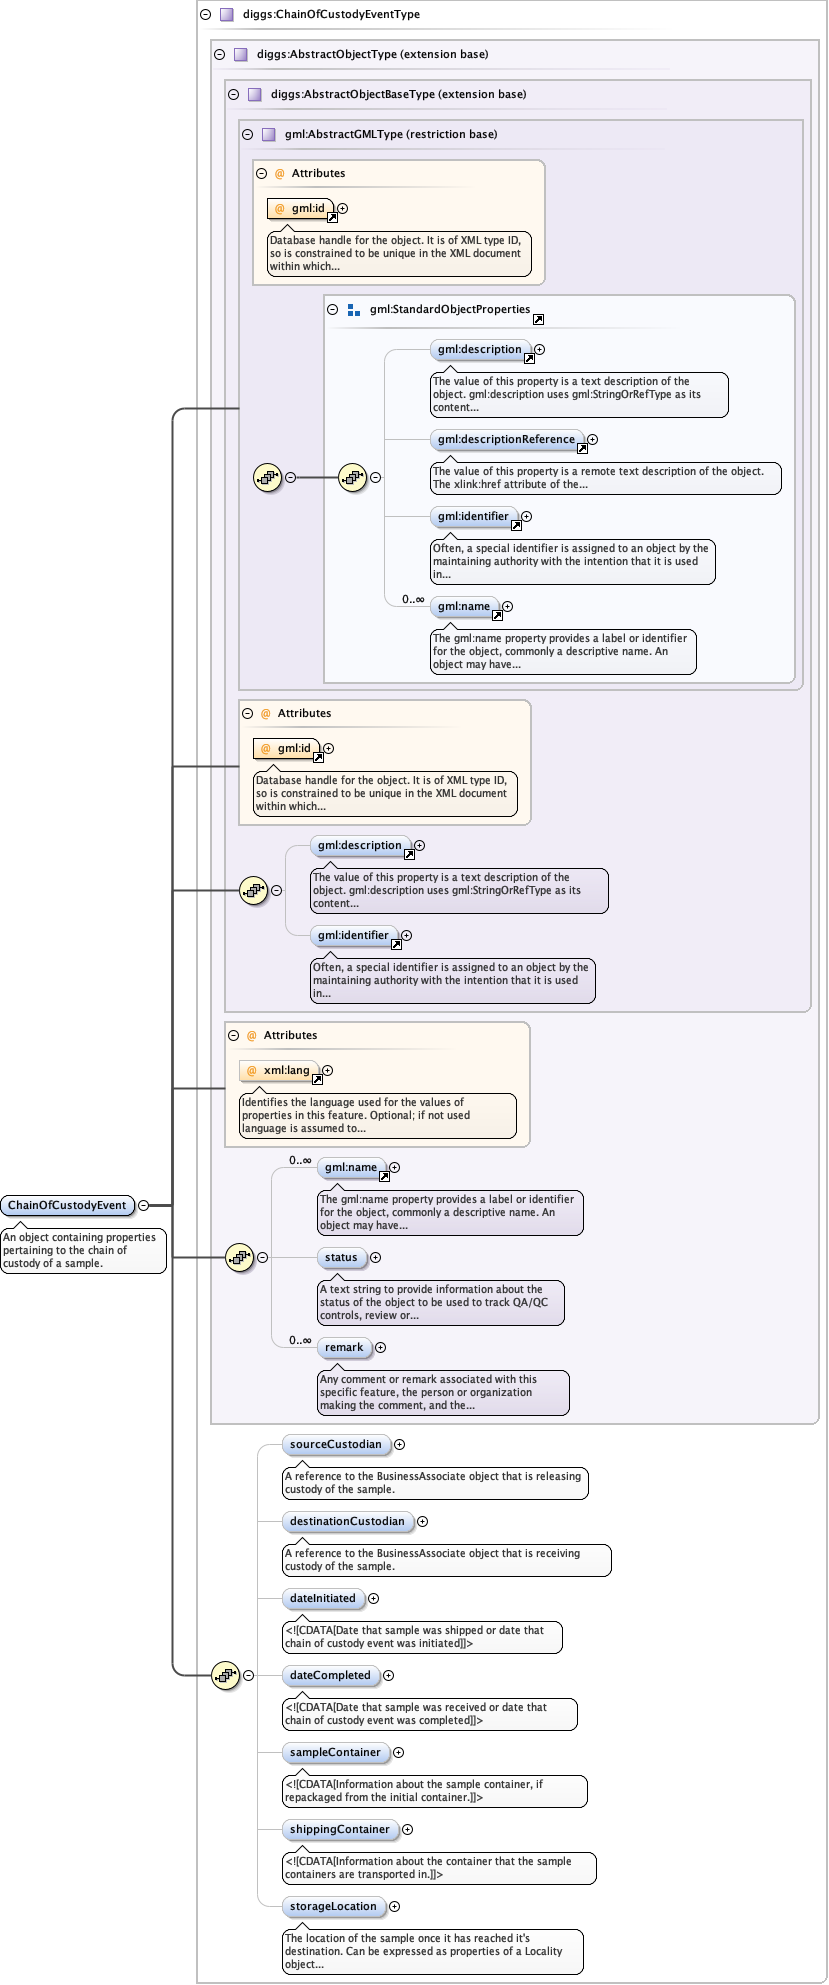 diggs:ChainOfCustodyEventType
diggs:AbstractObjectType (extension base)
diggs:AbstractObjectBaseType (extension base)
gml:AbstractGMLType (restriction base)
@ Attributes
@ gml:id
Database handle for the object. It is of XML type ID,
so is constrained to be unique in the XML document
within which...
gml:StandardObjectProperties
gml:description
The value of this property is a text description of the
object. gml:description uses gml:StringOrRefType as its
content...
gml:descriptionReference
The value of this property is a remote text description of the object.
The xlink:href attribute of the...
gml:identifier
Often, a special identifier is assigned to an object by the
maintaining authority with the intention that it is used
in...
0..∞
gml:name
The gml:name property provides a label or identifier
for the object, commonly a descriptive name. An
object may have...
@ Attributes
@ gml:id
Database handle for the object. It is of XML type ID,
so is constrained to be unique in the XML document
within which...
gml:description
The value of this property is a text description of the
object. gml:description uses gml:StringOrRefType as its
content...
gml:identifier
Often, a special identifier is assigned to an object by the
maintaining authority with the intention that it is used
in...
@ Attributes
@ xml:lang
Identifies the language used for the values of
properties in this feature. Optional; if not used
language is assumed to...
0..∞
gml:name
The gml:name property provides a label or identifier
for the object, commonly a descriptive name. An
object may have...
ChainOfCustodyEvent
An object containing properties
pertaining to the chain of
custody of a sample.
status
A text string to provide information about the
status of the object to be used to track QA/QC
controls, review or...
0..∞
remark
Any comment or remark associated with this
specific feature, the person or organization
making the comment, and the...
sourceCustodian
A reference to the BusinessAssociate object that is releasing
custody of the sample.
destinationCustodian
A reference to the BusinessAssociate object that is receiving
custody of the sample.
dateInitiated
<![CDATA[Date that sample was shipped or date that
chain of custody event was initiated]]>
dateCompleted
<![CDATA[Date that sample was received or date that
chain of custody event was completed]]>
sampleContainer
<![CDATA[Information about the sample container, if
repackaged from the initial container.]]>
shippingContainer
<![CDATA[Information about the container that the sample
containers are transported in.]]>
storageLocation
The location of the sample once it has reached it's
destination. Can be expressed as properties of a Locality
object...